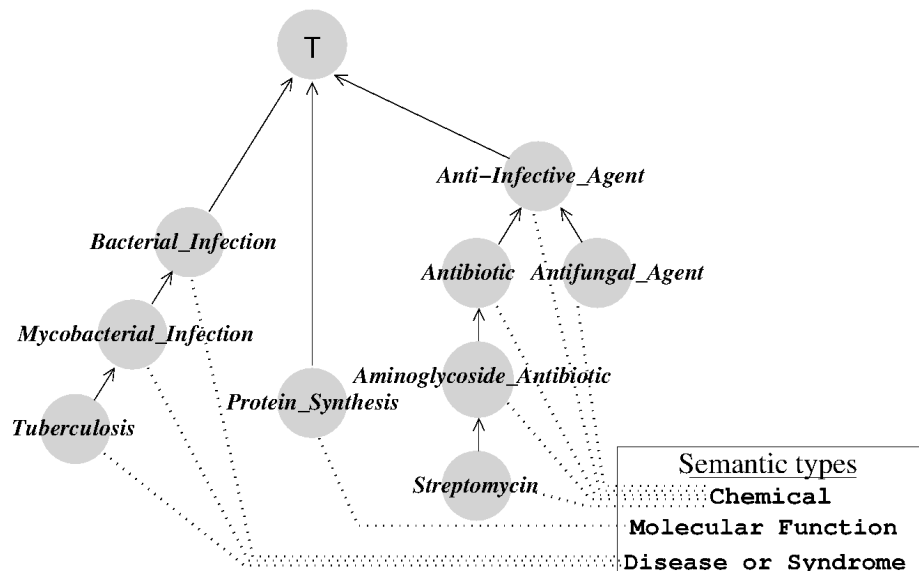 T
Anti-Infective_Agent
Bacterial_Infection
Antibiotic
Antifungal_Agent
Mycobacterial_Infection
Aminoglycoside_Antibiotic
Protein_Synthesis
Tuberculosis
Streptomycin
Semantic types
Chemical
Molecular Function
Disease or Syndrome